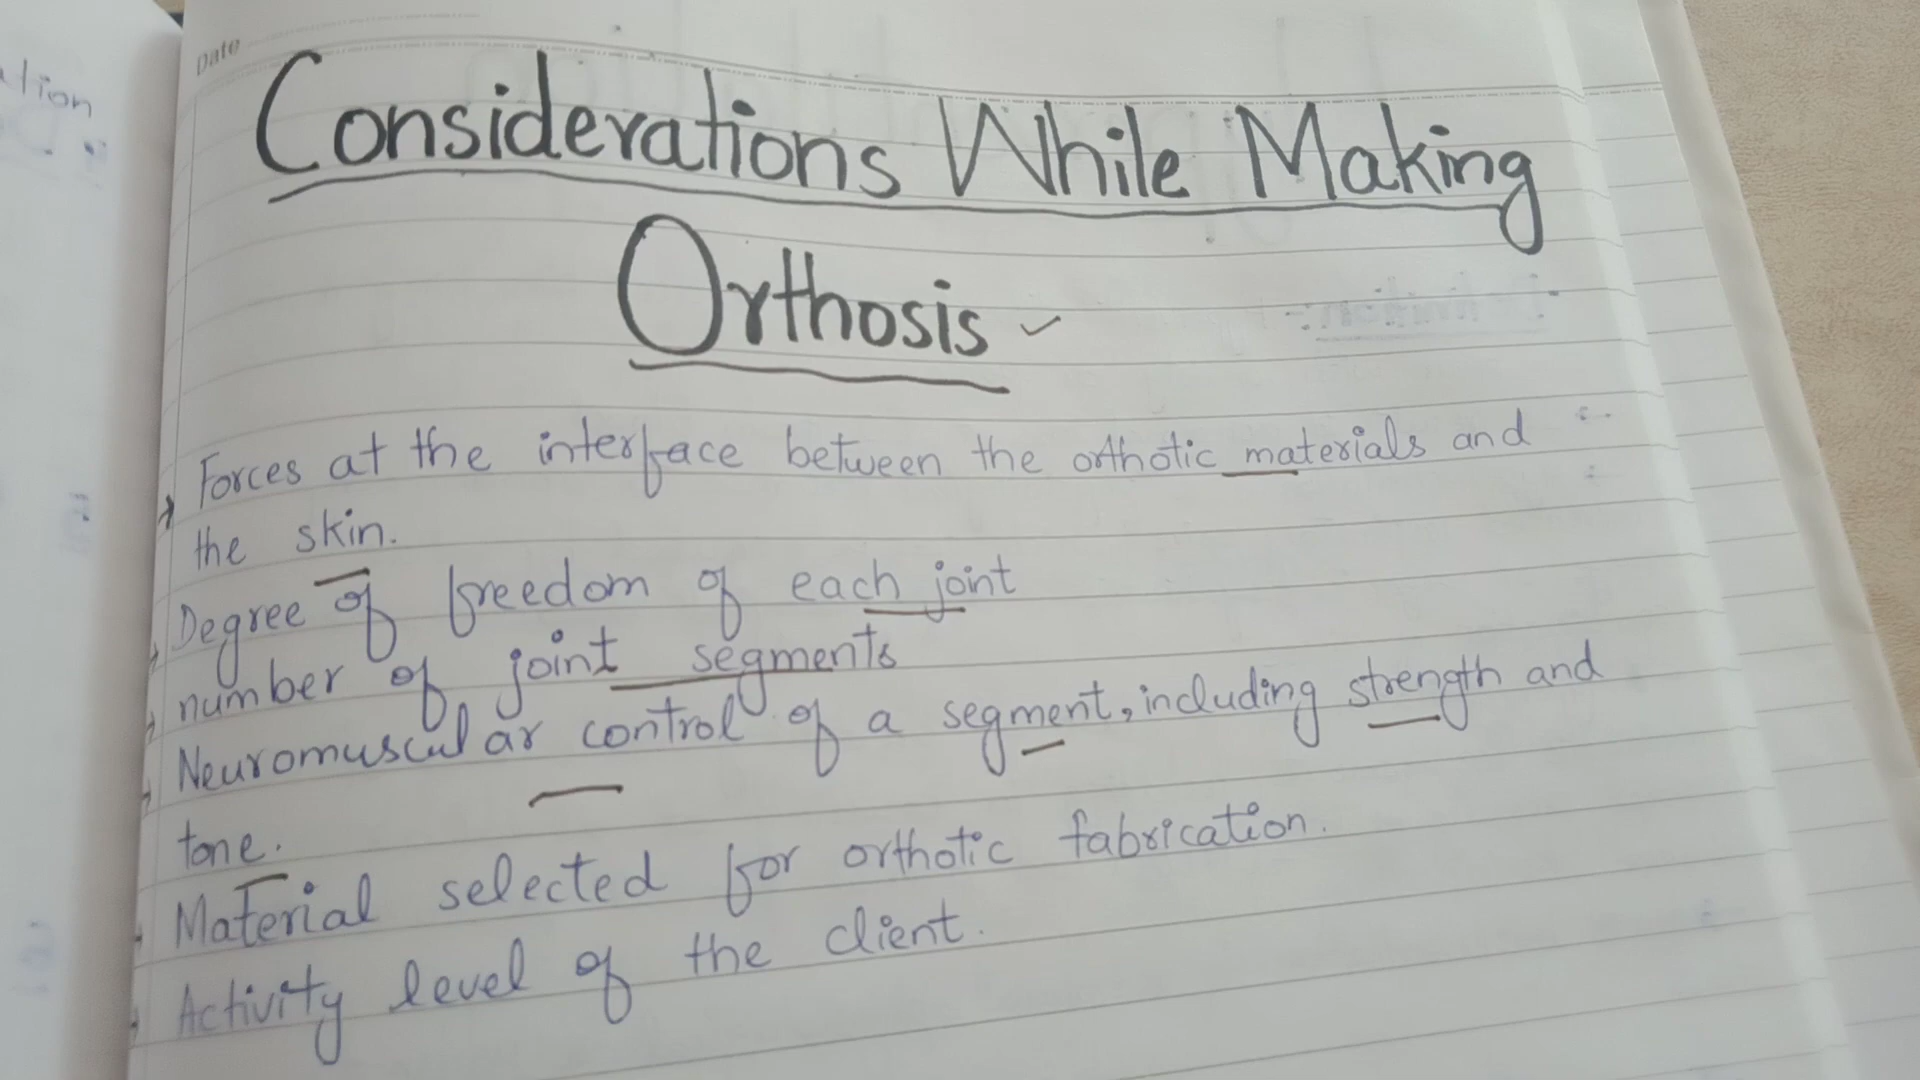 Date
ation
Considerations While Making
Orthosis
→ Forces at the interface between the orthotic materials and
the skin.
→ Degree of freedom of each joint
→ number of joint segments
→ Neuromuscular control of a segment, including strength and
tone.
→ Material selected for orthotic fabrication.
→ Activity level of the client.